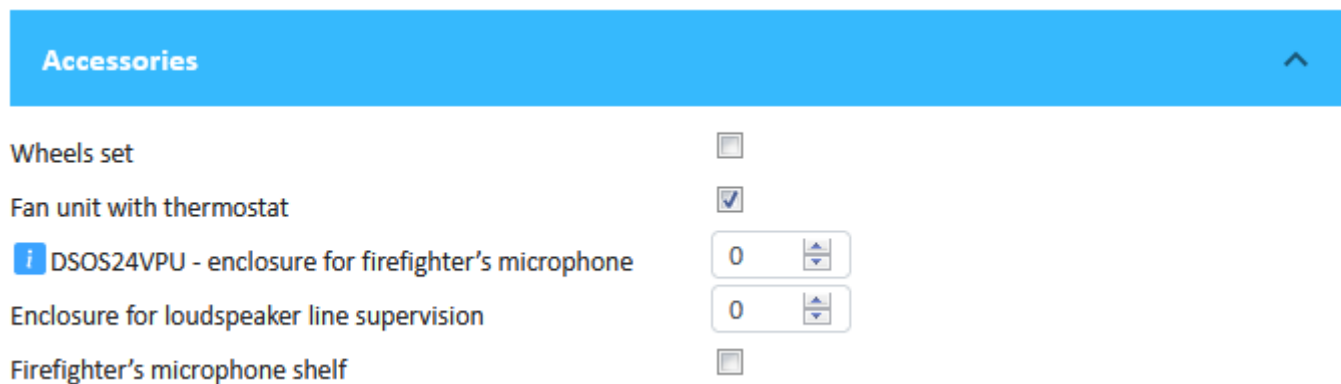 Accessories
Wheels set
Fan unit with thermostat
i DSOS24VPU - enclosure for firefighter’s microphone 0
Enclosure for loudspeaker line supervision 0
Firefighter’s microphone shelf